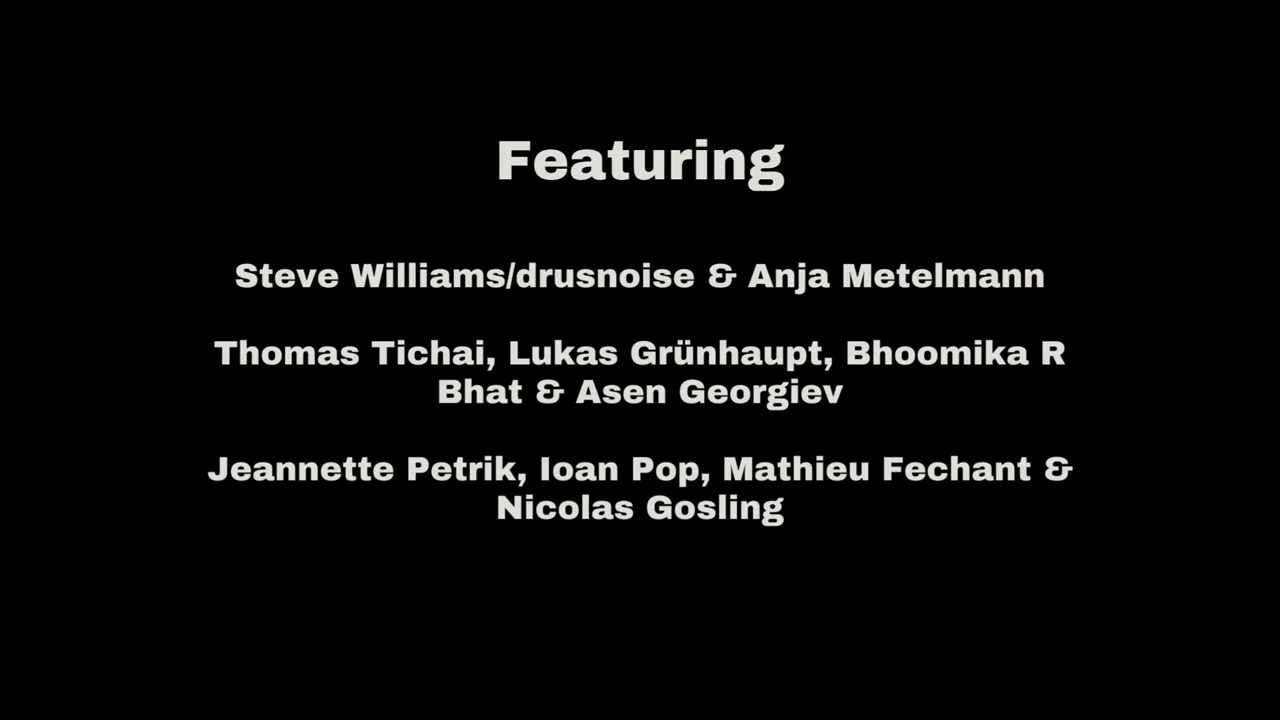 Featuring
Steve Williams/drusnoise & Anja Metelmann
Thomas Tichai, Lukas Grünhaupt, Bhoomika R
Bhat & Asen Georgiev
Jeannette Petrik, Ioan Pop, Mathieu Fechant &
Nicolas Gosling